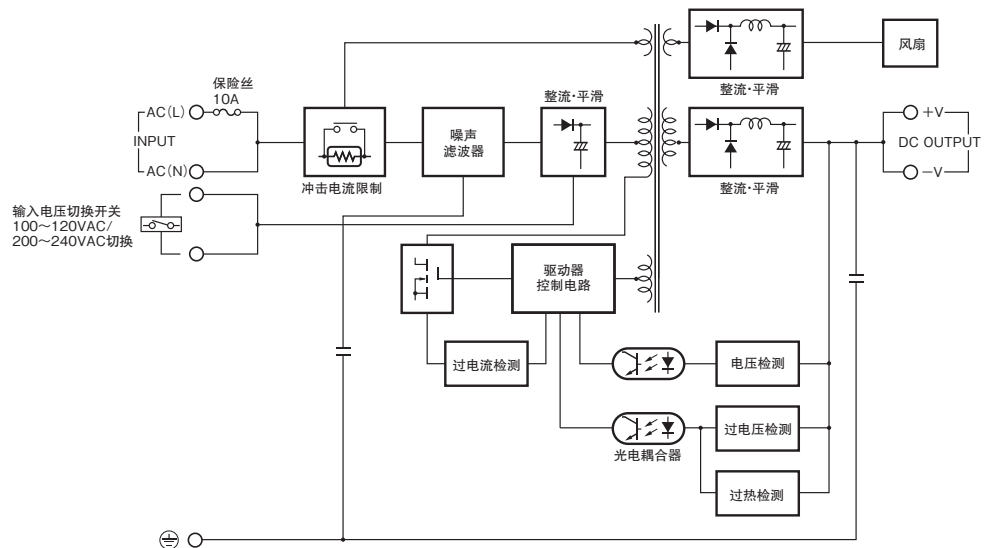 风扇
保险丝
10A
AC(L)
INPUT
AC(N)
整流·平滑
噪声
滤波器
冲击电流限制
整流·平滑
+V
DC OUTPUT
−V
输入电压切换开关
100～120VAC/
200～240VAC切换
驱动器
控制电路
过电流检测
电压检测
过电压检测
光电耦合器
过热检测